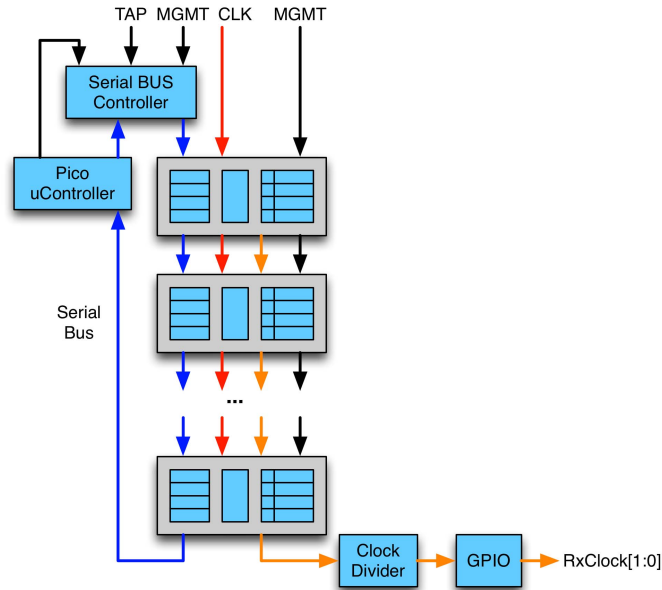 TAP MGMT CLK MGMT
Serial BUS
Controller
Pico
uController
Serial
Bus
...
Clock
Divider
GPIO
RxClock[1:0]